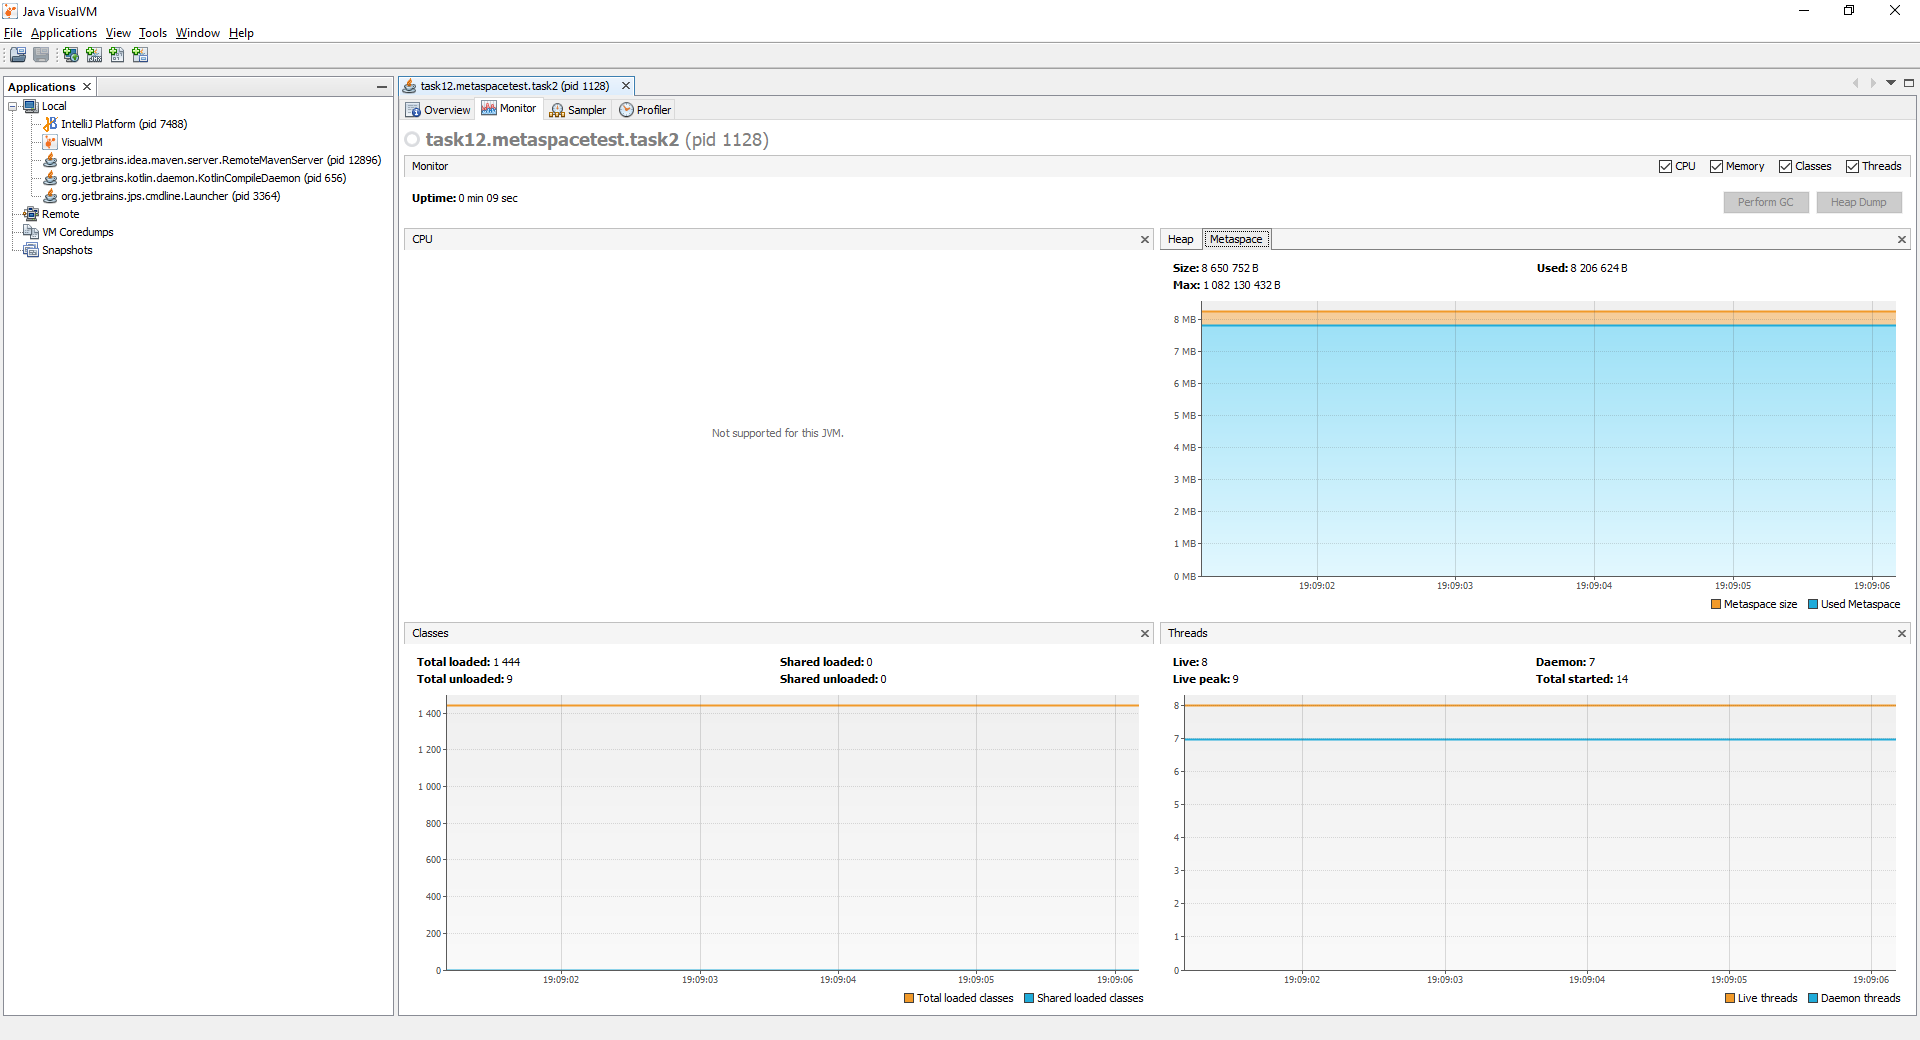 Java VisualVM
File Applications View Tools Window Help
Applications
Local
IntelliJ Platform (pid 7488)
VisualVM
org.jetbrains.idea.maven.server.RemoteMavenServer (pid 12896)
org.jetbrains.kotlin.daemon.KotlinCompileDaemon (pid 656)
org.jetbrains.jps.cmdline.Launcher (pid 3364)
Remote
VM Coredumps
Snapshots
task12.metaspacetest.task2 (pid 1128)
Overview Monitor Sampler Profiler
task12.metaspacetest.task2 (pid 1128)
Monitor CPU Memory Classes Threads
Uptime: 0 min 09 sec
Perform GC Heap Dump
CPU
Not supported for this JVM.
Heap Metaspace
Size: 8 650 752 B Used: 8 206 624 B
Max: 1 082 130 432 B
8 MB
7 MB
6 MB
5 MB
4 MB
3 MB
2 MB
1 MB
0 MB
19:09:02 19:09:03 19:09:04 19:09:05 19:09:06
Metaspace size Used Metaspace
Classes
Total loaded: 1 444 Shared loaded: 0
Total unloaded: 9 Shared unloaded: 0
1 400
1 200
1 000
800
600
400
200
0
19:09:02 19:09:03 19:09:04 19:09:05 19:09:06
Total loaded classes Shared loaded classes
Threads
Live: 8 Daemon: 7
Live peak: 9 Total started: 14
8
7
6
5
4
3
2
1
0
19:09:02 19:09:03 19:09:04 19:09:05 19:09:06
Live threads Daemon threads